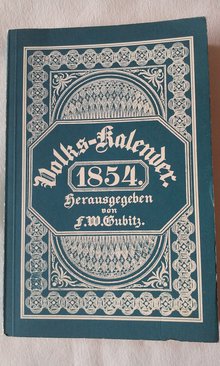 Volks-Kalender.
1854.
Herausgegeben
von
F. W. Gubitz.